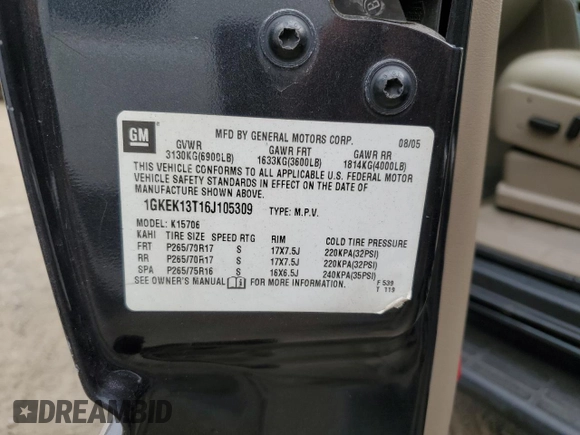 GM
MFD BY GENERAL MOTORS CORP. 08/05
GVWR GAWR FRT GAWR RR
3130KG(6900LB) 1633KG(3600LB) 1814KG(4000LB)
THIS VEHICLE CONFORMS TO ALL APPLICABLE U.S. FEDERAL MOTOR
VEHICLE SAFETY STANDARDS IN EFFECT ON THE DATE OF
MANUFACTURE SHOWN ABOVE.
1GKEK13T16J105309 TYPE: M.P.V.
MODEL: K15706
KAHI TIRE SIZE SPEED RTG RIM COLD TIRE PRESSURE
FRT P265/70R17 S 17X7.5J 220KPA(32PSI)
RR P265/70R17 S 17X7.5J 220KPA(32PSI)
SPA P265/75R16 S 16X6.5J 240KPA(35PSI)
SEE OWNER'S MANUAL FOR MORE INFORMATION. F 539
T 119
DREAMBID